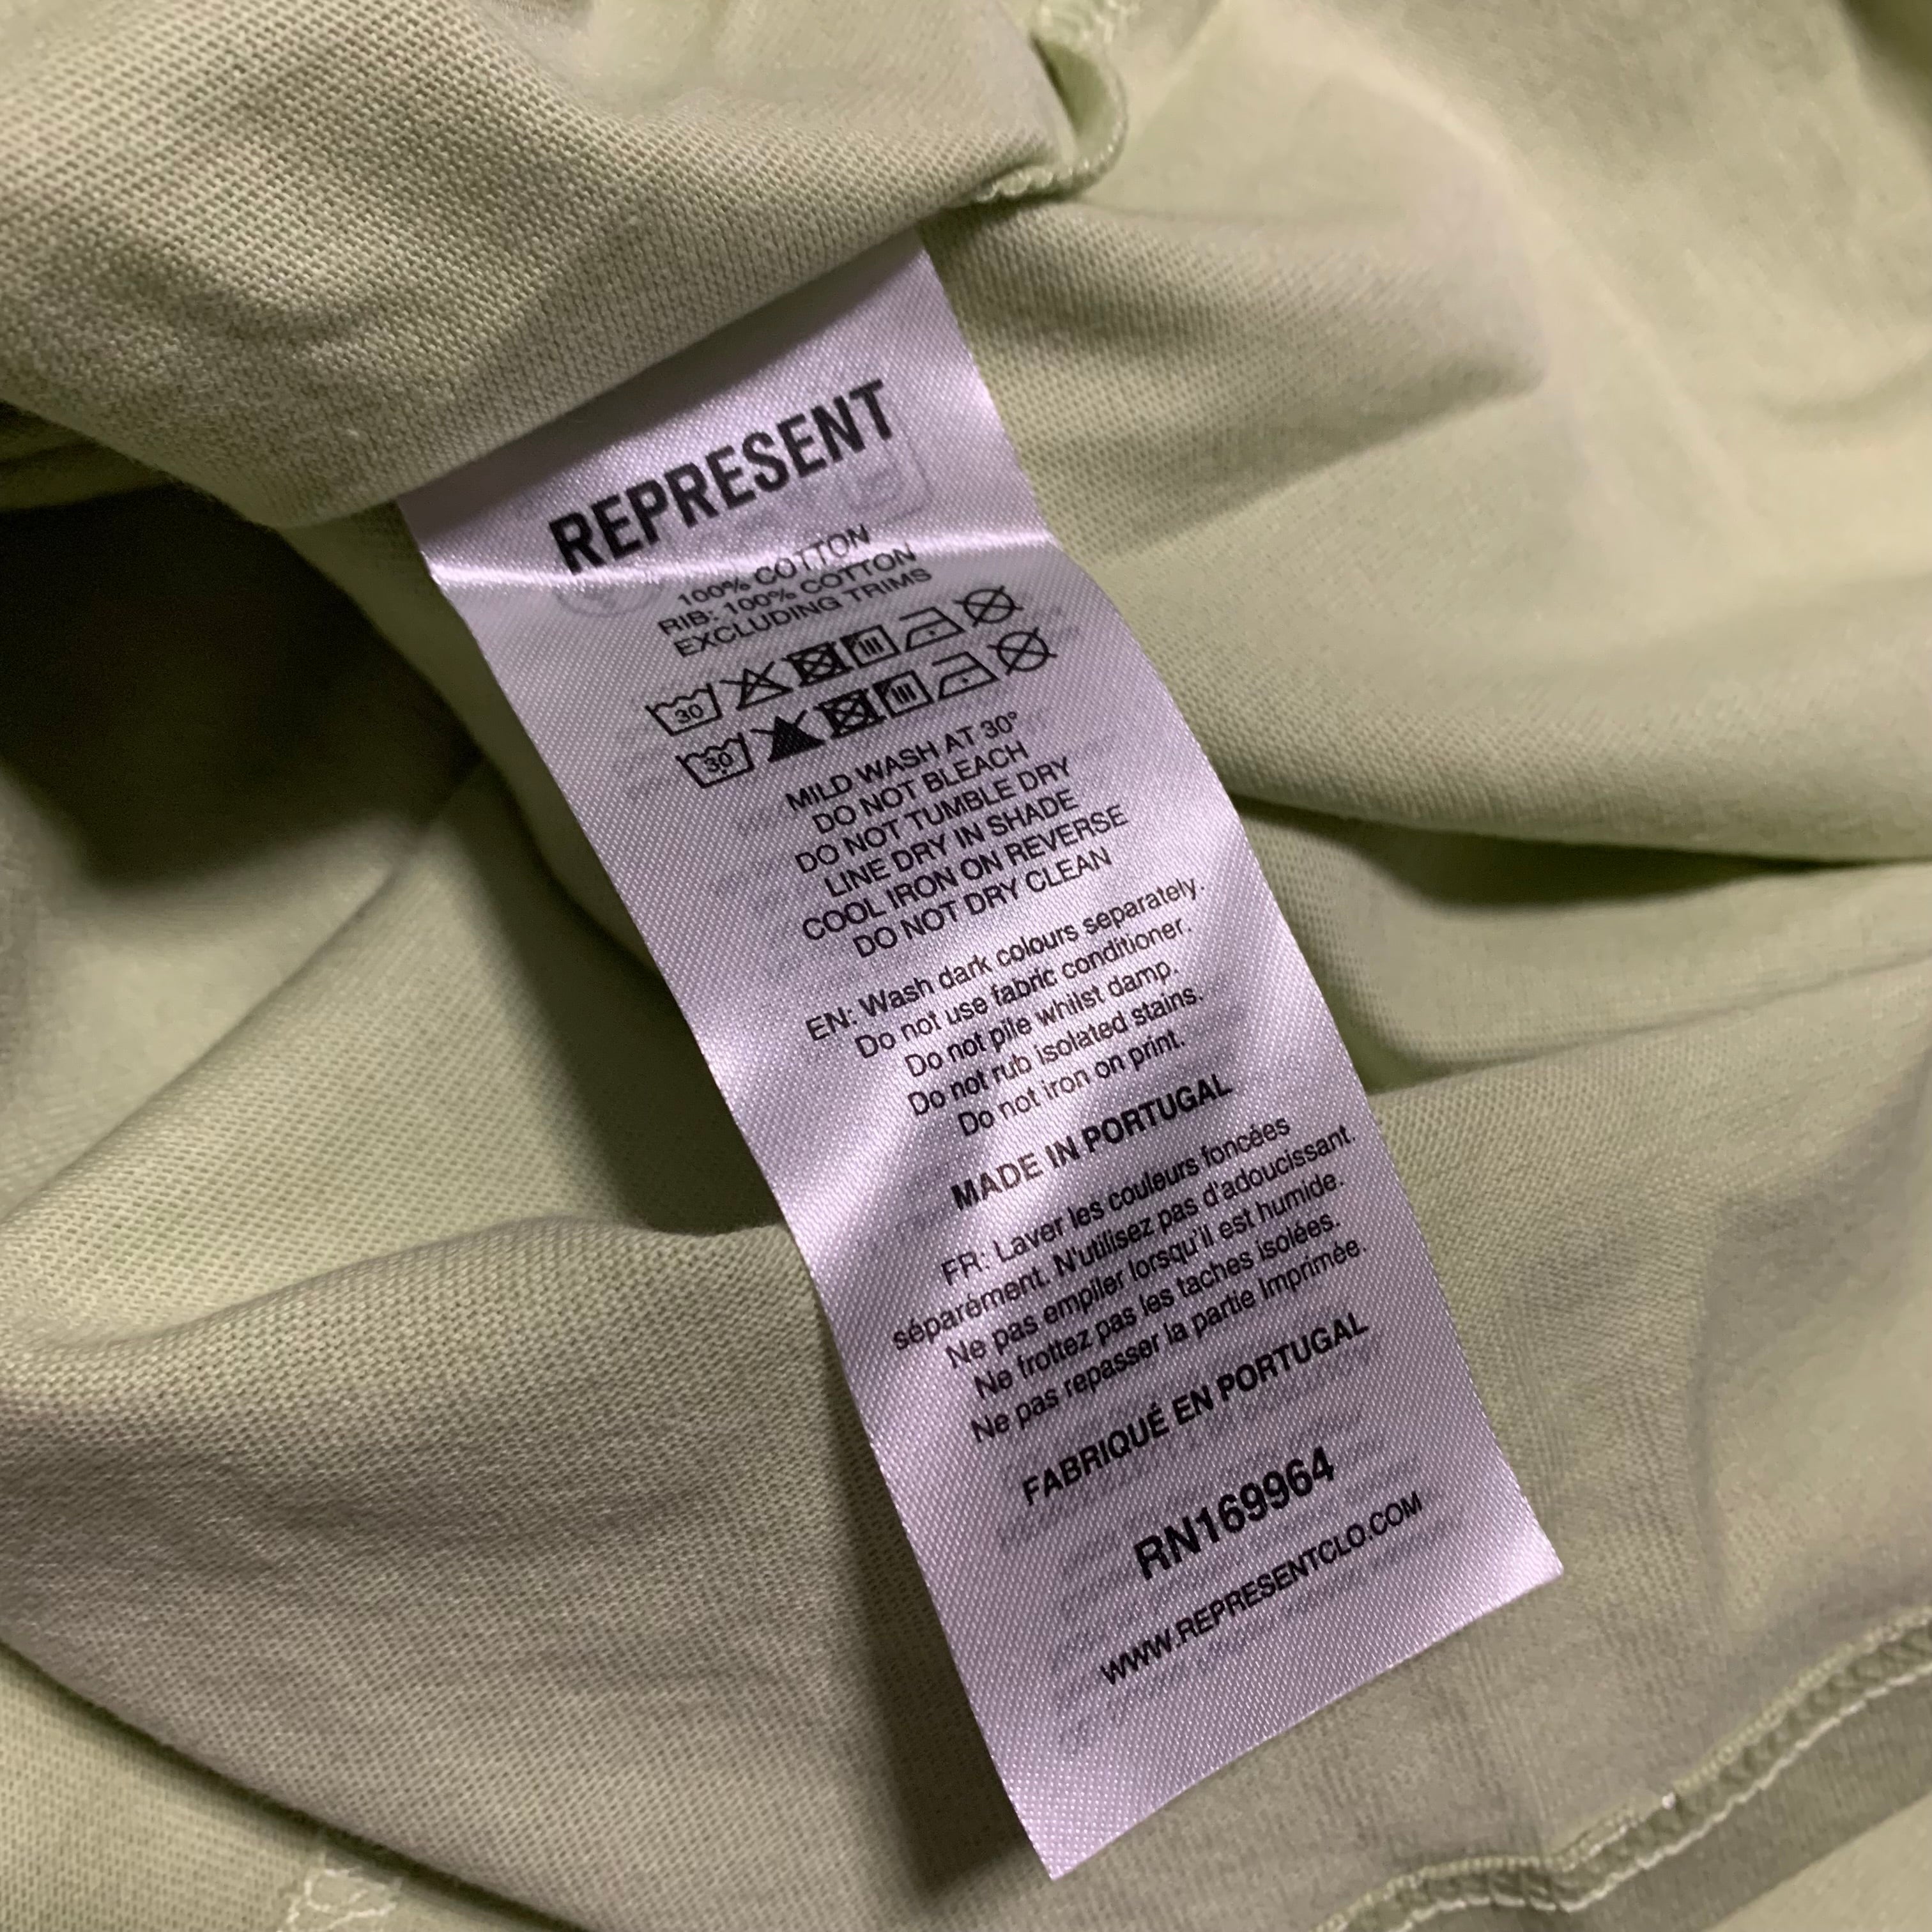 REPRESENT
100% COTTON
RIB: 100% COTTON
EXCLUDING TRIMS
30
30
MILD WASH AT 30°
DO NOT BLEACH
DO NOT TUMBLE DRY
LINE DRY IN SHADE
COOL IRON ON REVERSE
DO NOT DRY CLEAN
EN: Wash dark colours separately.
Do not use fabric conditioner.
Do not pile whilst damp.
Do not rub isolated stains.
Do not iron on print.
MADE IN PORTUGAL
FR: Laver les couleurs foncées
séparément. N'utilisez pas d'adoucissant.
Ne pas empiler lorsqu'il est humide.
Ne frottez pas les taches isolées.
Ne pas repasser la partie Imprimée.
FABRIQUÉ EN PORTUGAL
RN169964
WWW.REPRESENTCLO.COM